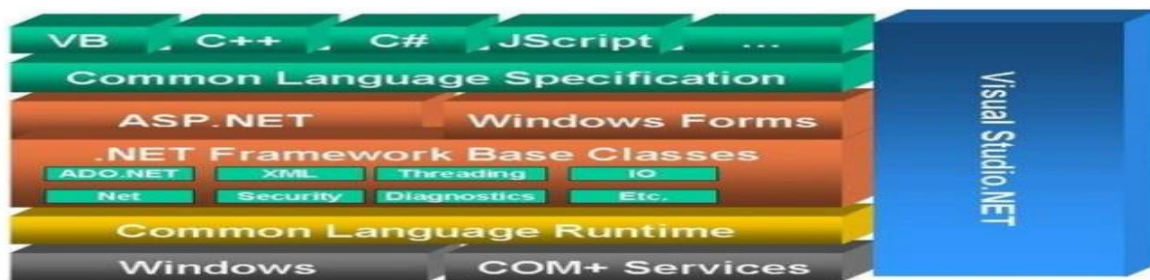 VB C++ C# JScript ...
Common Language Specification
ASP.NET Windows Forms
.NET Framework Base Classes
ADO.NET XML Threading IO
Net Security Diagnostics Etc.
Common Language Runtime
Windows COM+ Services
Visual Studio.NET